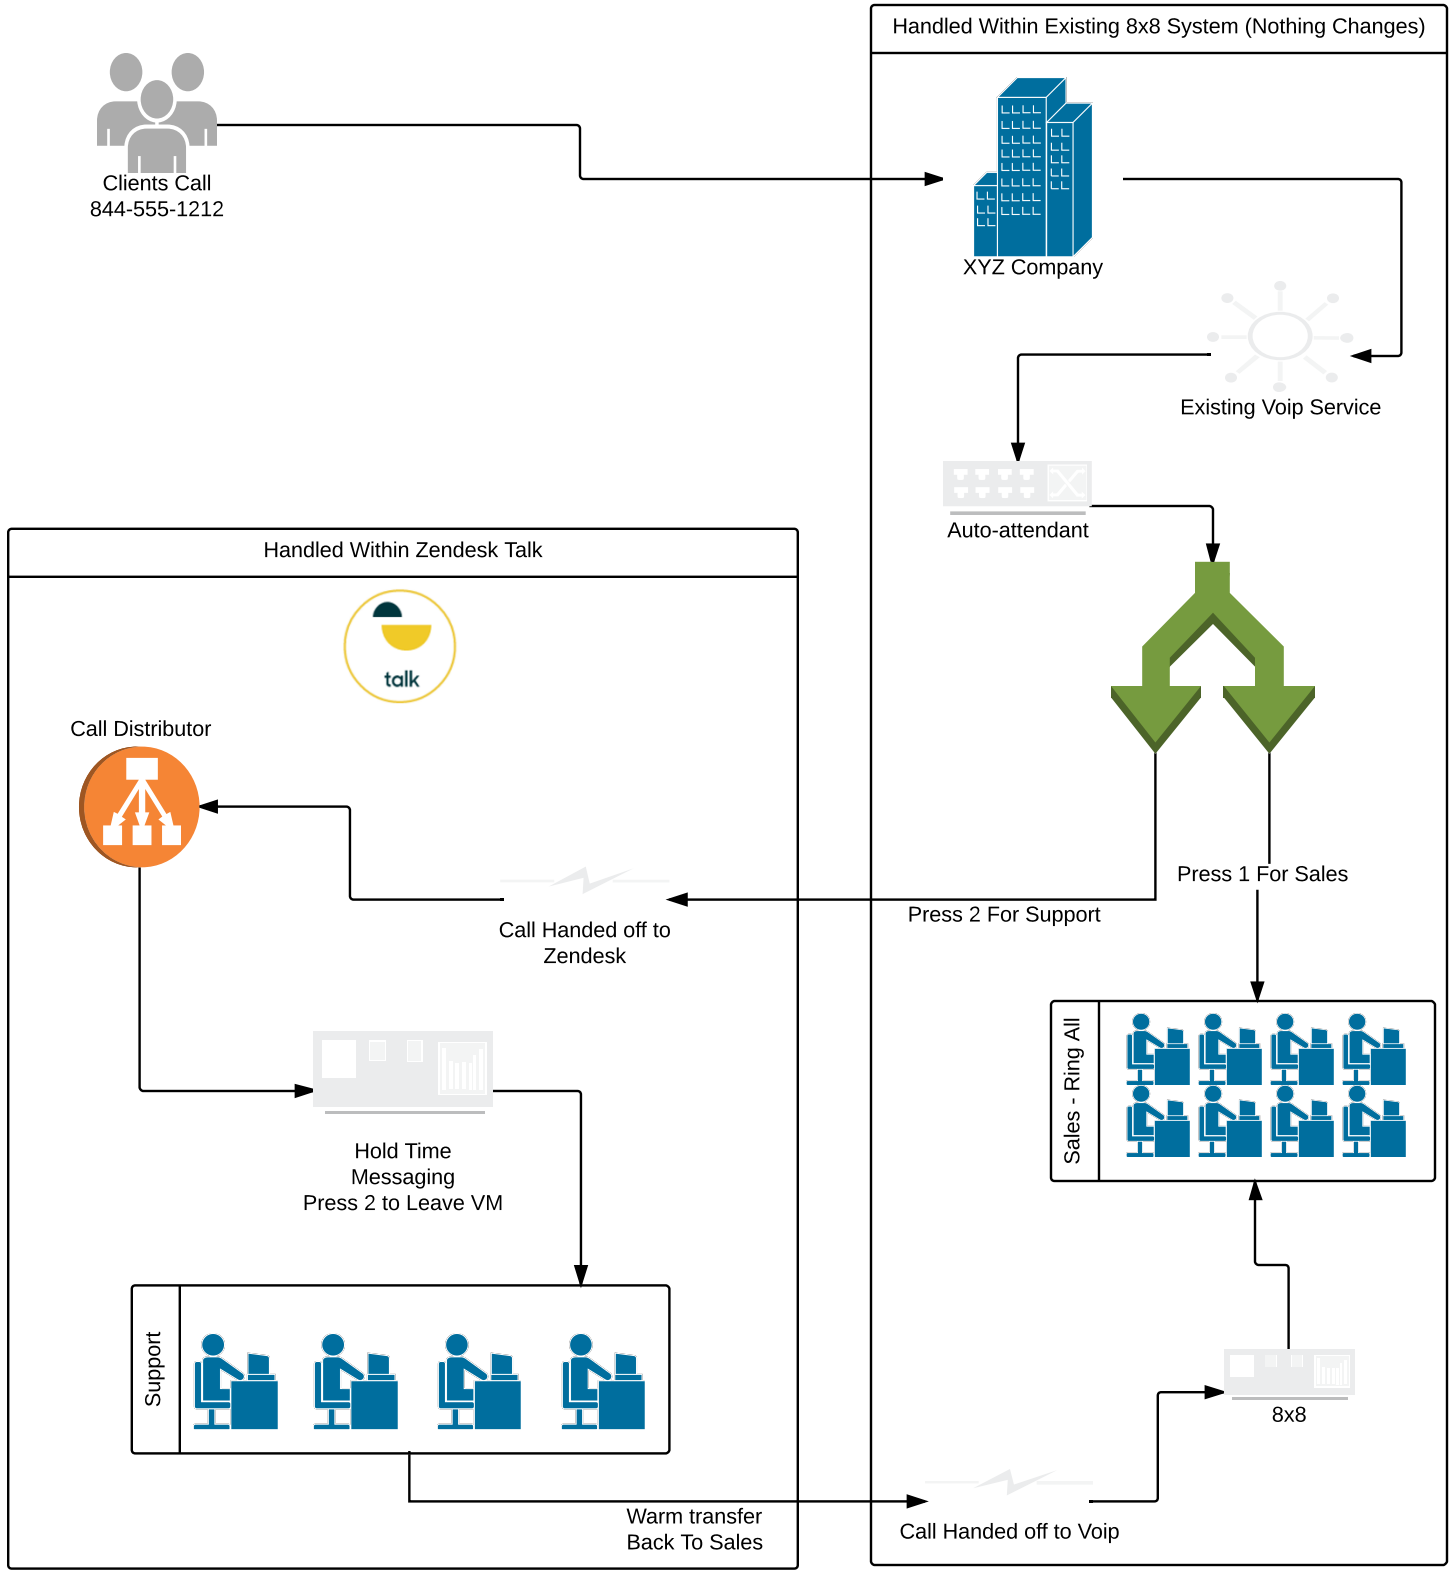 Handled Within Existing 8x8 System (Nothing Changes)
Clients Call
844-555-1212
XYZ Company
Existing Voip Service
Auto-attendant
Handled Within Zendesk Talk
talk
Call Distributor
Press 1 For Sales
Press 2 For Support
Call Handed off to
Zendesk
Sales - Ring All
Hold Time
Messaging
Press 2 to Leave VM
Support
8x8
Warm transfer
Back To Sales
Call Handed off to Voip